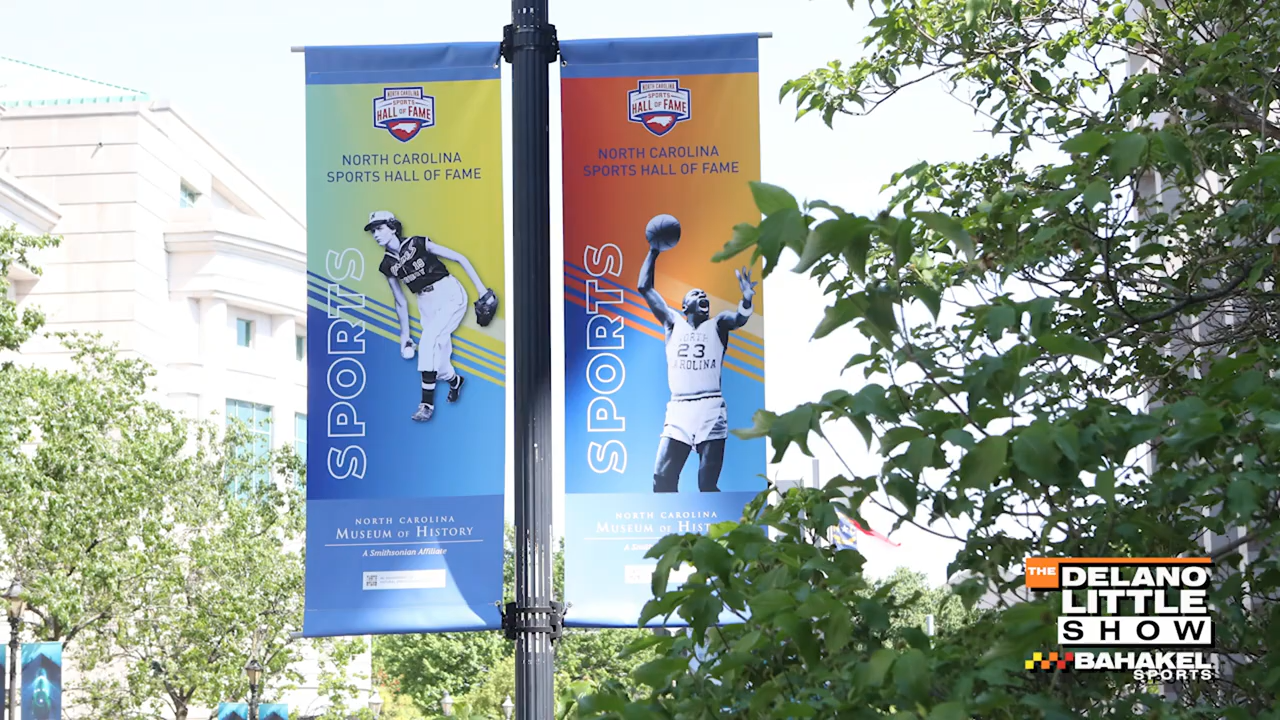 NORTH CAROLINA
SPORTS
HALL OF FAME
NORTH CAROLINA
SPORTS HALL OF FAME
SPORTS
NORTH CAROLINA
MUSEUM OF HISTORY
A Smithsonian Affiliate
NORTH CAROLINA
SPORTS
HALL OF FAME
NORTH CAROLINA
SPORTS HALL OF FAME
SPORTS
NORTH
23
CAROLINA
NORTH CAROLINA
MUSEUM OF HIST
THE
DELANO
LITTLE
SHOW
BAHAKEL
SPORTS